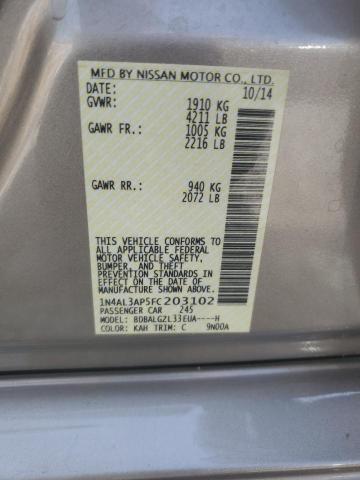 MFD BY NISSAN MOTOR CO., LTD.
DATE: 10/14
GVWR: 1910 KG
4211 LB
GAWR FR.: 1005 KG
2216 LB
GAWR RR.: 940 KG
2072 LB
THIS VEHICLE CONFORMS TO
ALL APPLICABLE FEDERAL
MOTOR VEHICLE SAFETY,
BUMPER, AND THEFT
PREVENTION STANDARDS
IN EFFECT ON THE DATE OF
MANUFACTURE SHOWN ABOVE.
1N4AL3AP5FC203102
PASSENGER CAR 245
MODEL: BDBALGZL33EUA----H
COLOR: KAH TRIM: C 9N00A